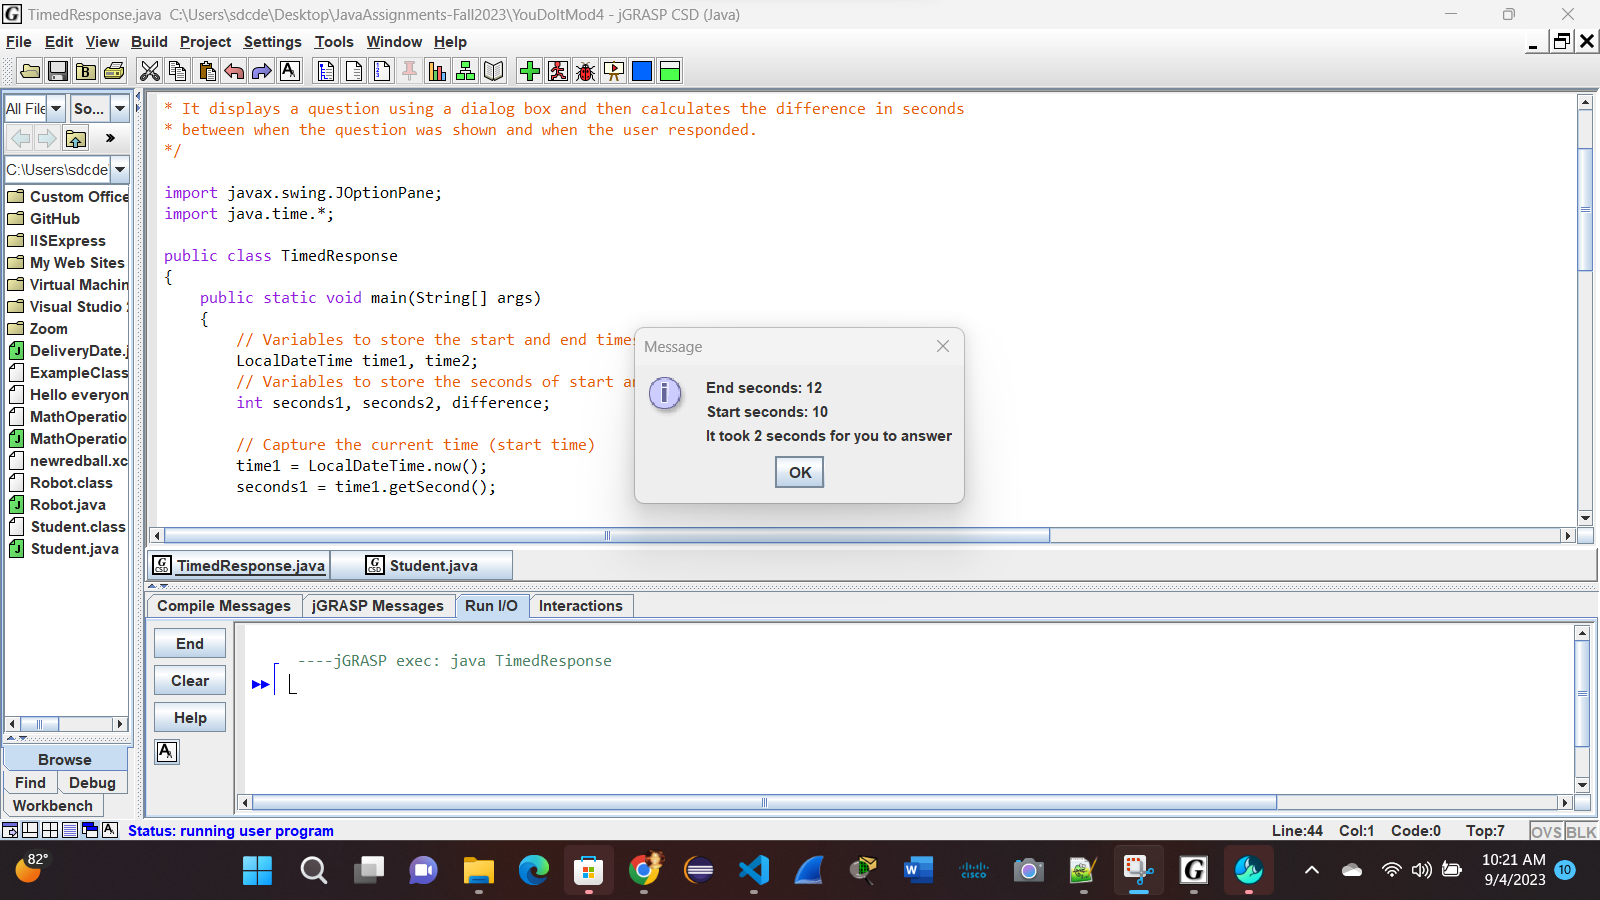 TimedResponse.java  C:\Users\sdcde\Desktop\JavaAssignments-Fall2023\YouDoItMod4 - jGRASP CSD (Java)
File Edit View Build Project Settings Tools Window Help
All File So...
C:\Users\sdcde
Custom Office
GitHub
IISExpress
My Web Sites
Virtual Machin
Visual Studio
Zoom
DeliveryDate.j
ExampleClass
Hello everyon
MathOperatio
MathOperatio
newredball.xc
Robot.class
Robot.java
Student.class
Student.java
Browse
Find Debug
Workbench
* It displays a question using a dialog box and then calculates the difference in seconds
* between when the question was shown and when the user responded.
*/
import javax.swing.JOptionPane;
import java.time.*;
public class TimedResponse
{
public static void main(String[] args)
{
// Variables to store the start and end times
LocalDateTime time1, time2;
// Variables to store the seconds of start an
int seconds1, seconds2, difference;
// Capture the current time (start time)
time1 = LocalDateTime.now();
seconds1 = time1.getSecond();
Message
End seconds: 12
Start seconds: 10
It took 2 seconds for you to answer
OK
TimedResponse.java Student.java
Compile Messages jGRASP Messages Run I/O Interactions
End
Clear
Help
----jGRASP exec: java TimedResponse
Status: running user program
Line:44 Col:1 Code:0 Top:7 OVS BLK
82°
10:21 AM
9/4/2023
10